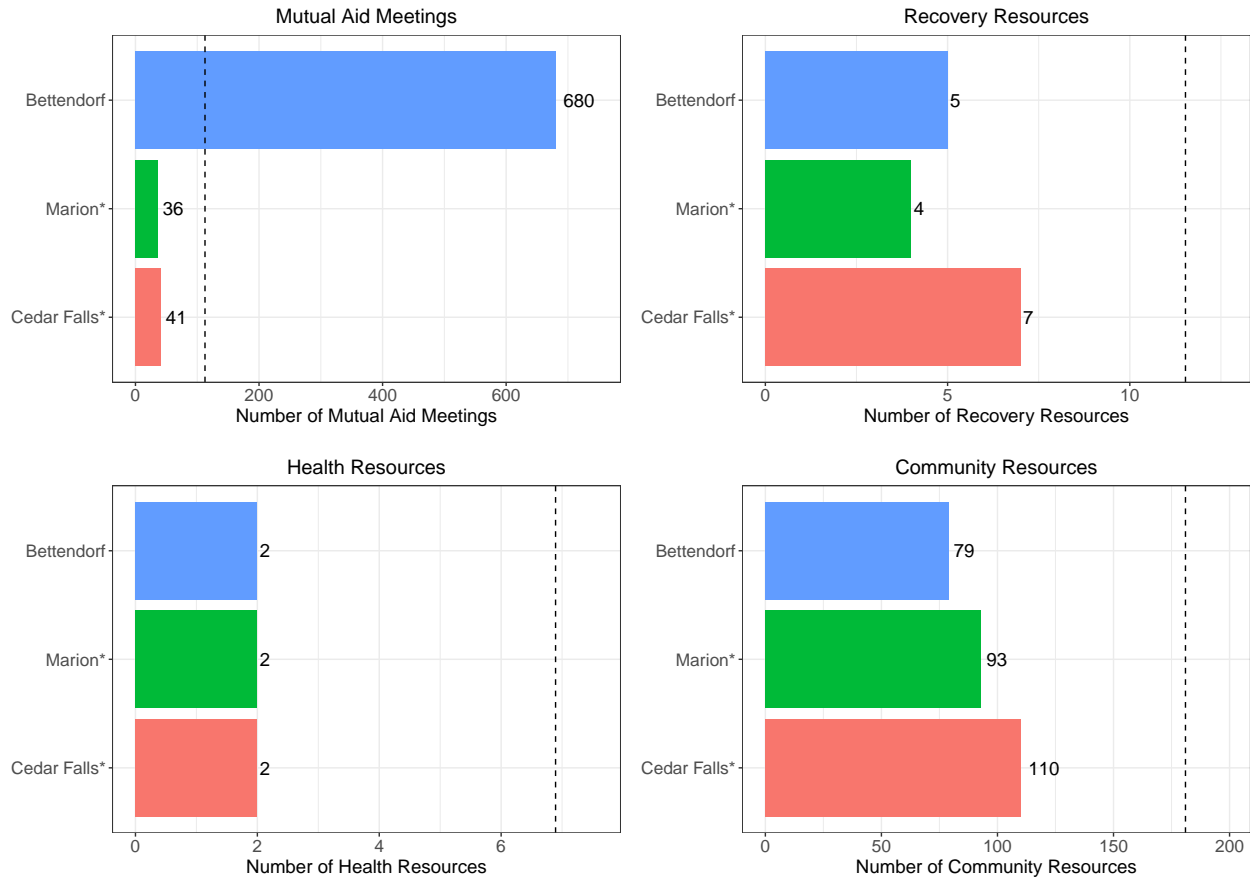 Mutual Aid Meetings
Bettendorf
680
Marion*
36
Cedar Falls*
41
0
200
400
600
Number of Mutual Aid Meetings
Recovery Resources
Bettendorf
5
Marion*
4
Cedar Falls*
7
0
5
10
Number of Recovery Resources
Health Resources
Bettendorf
2
Marion*
2
Cedar Falls*
2
0
2
4
6
Number of Health Resources
Community Resources
Bettendorf
79
Marion*
93
Cedar Falls*
110
0
50
100
150
200
Number of Community Resources